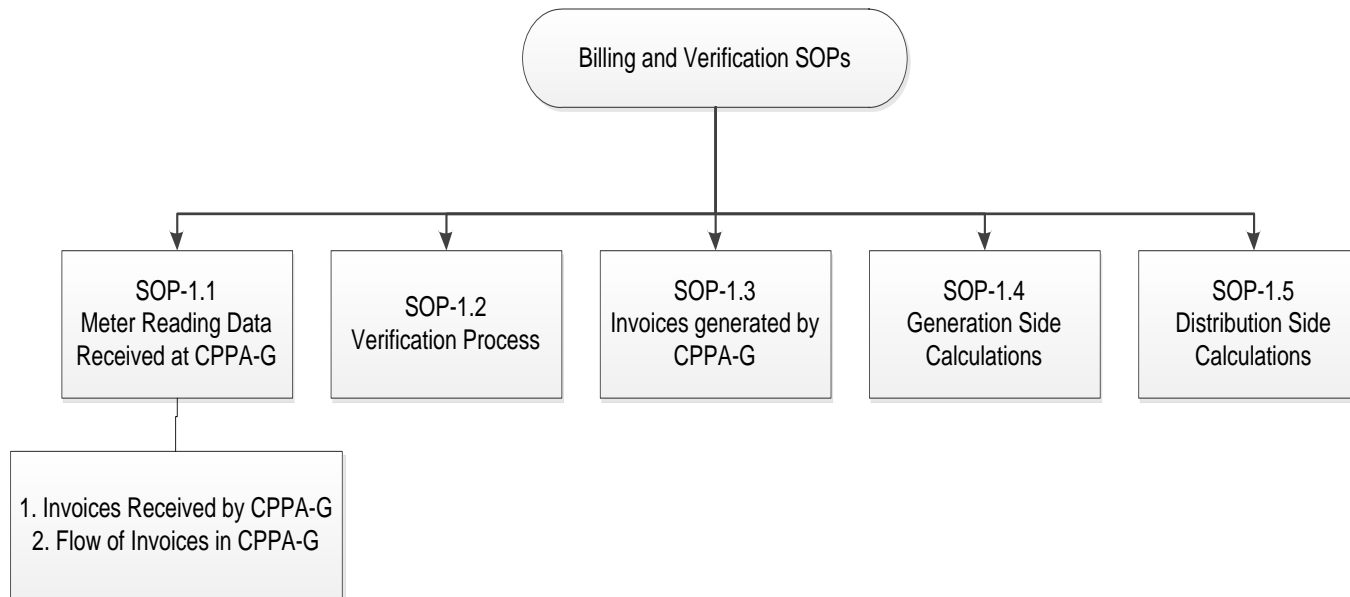 Billing and Verification SOPs
SOP-1.1
Meter Reading Data
Received at CPPA-G
SOP-1.2
Verification Process
SOP-1.3
Invoices generated by
CPPA-G
SOP-1.4
Generation Side
Calculations
SOP-1.5
Distribution Side
Calculations
1. Invoices Received by CPPA-G
2. Flow of Invoices in CPPA-G